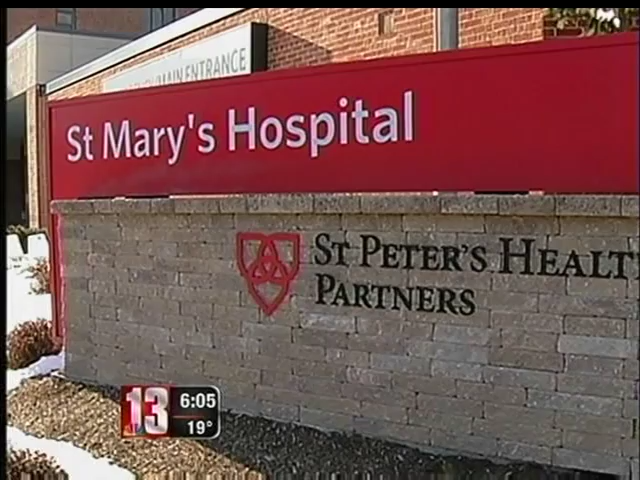 MAIN ENTRANCE
St Mary's Hospital
St Peter's Healt
Partners
13
6:05
19°